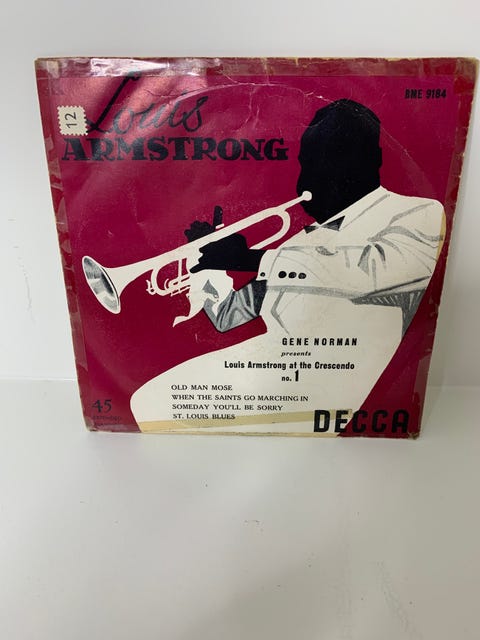 BME 9184
12
Louis
ARMSTRONG
GENE NORMAN
presents
Louis Armstrong at the Crescendo
no. 1
OLD MAN MOSE
WHEN THE SAINTS GO MARCHING IN
SOMEDAY YOU'LL BE SORRY
ST. LOUIS BLUES
45
EXTENDED
DECCA